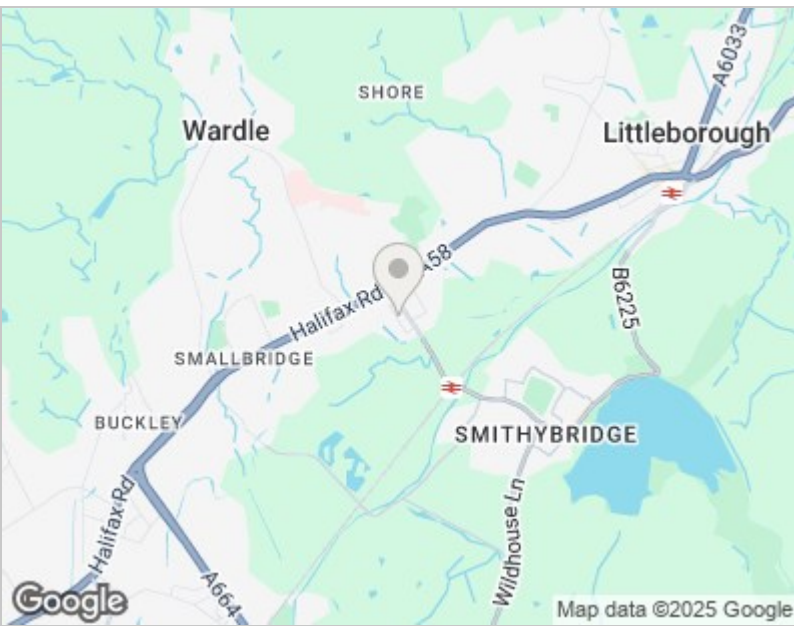 A6033
SHORE
Wardle
Littleborough
A58
Halifax Rd
B6225
SMALLBRIDGE
BUCKLEY
SMITHYBRIDGE
Halifax Rd
Wildhouse Ln
A664
Google
Map data ©2025 Google